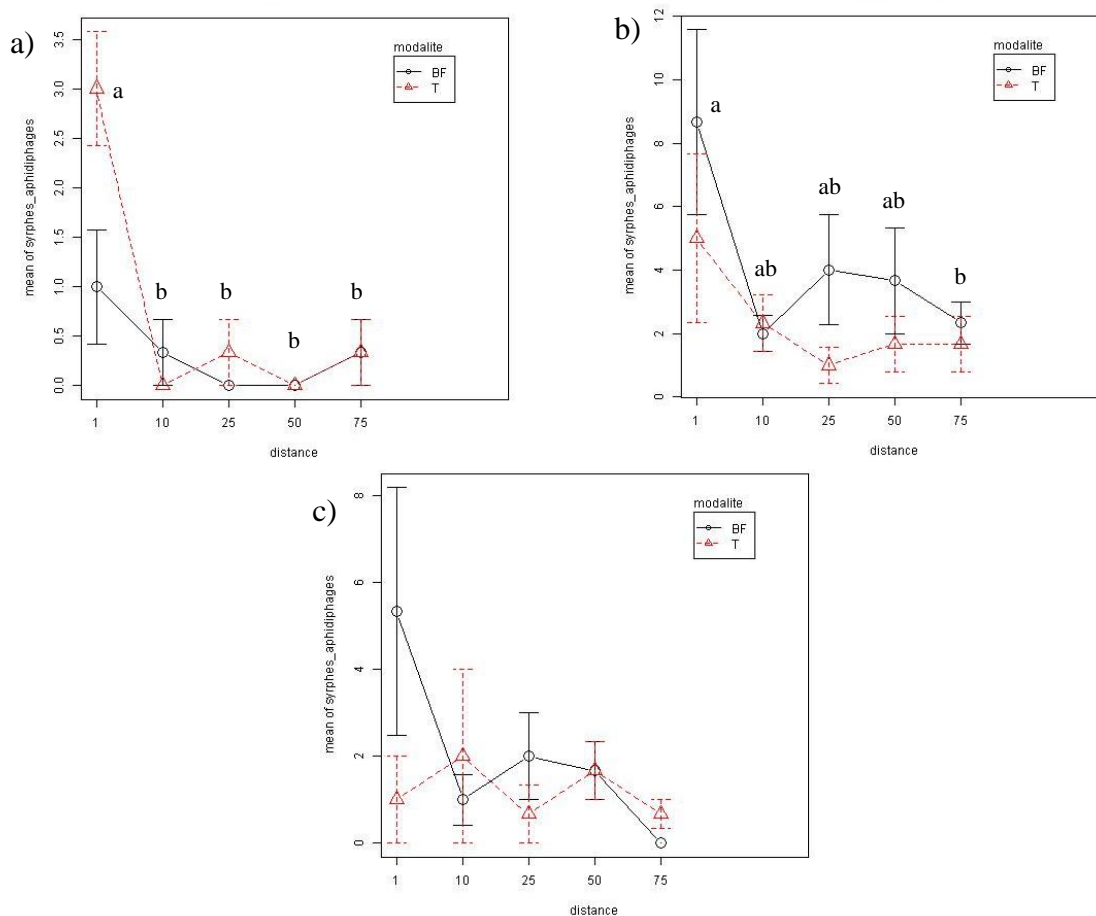 a)
modalite
BF
T
mean of syrphes_aphidiphages
3.5
3.0
2.5
2.0
1.5
1.0
0.5
0.0
a
b
b
b
b
1
10
25
50
75
distance
b)
modalite
BF
T
mean of syrphes_aphidiphages
12
10
8
6
4
2
0
a
ab
ab
ab
b
1
10
25
50
75
distance
c)
modalite
BF
T
mean of syrphes_aphidiphages
8
6
4
2
0
1
10
25
50
75
distance